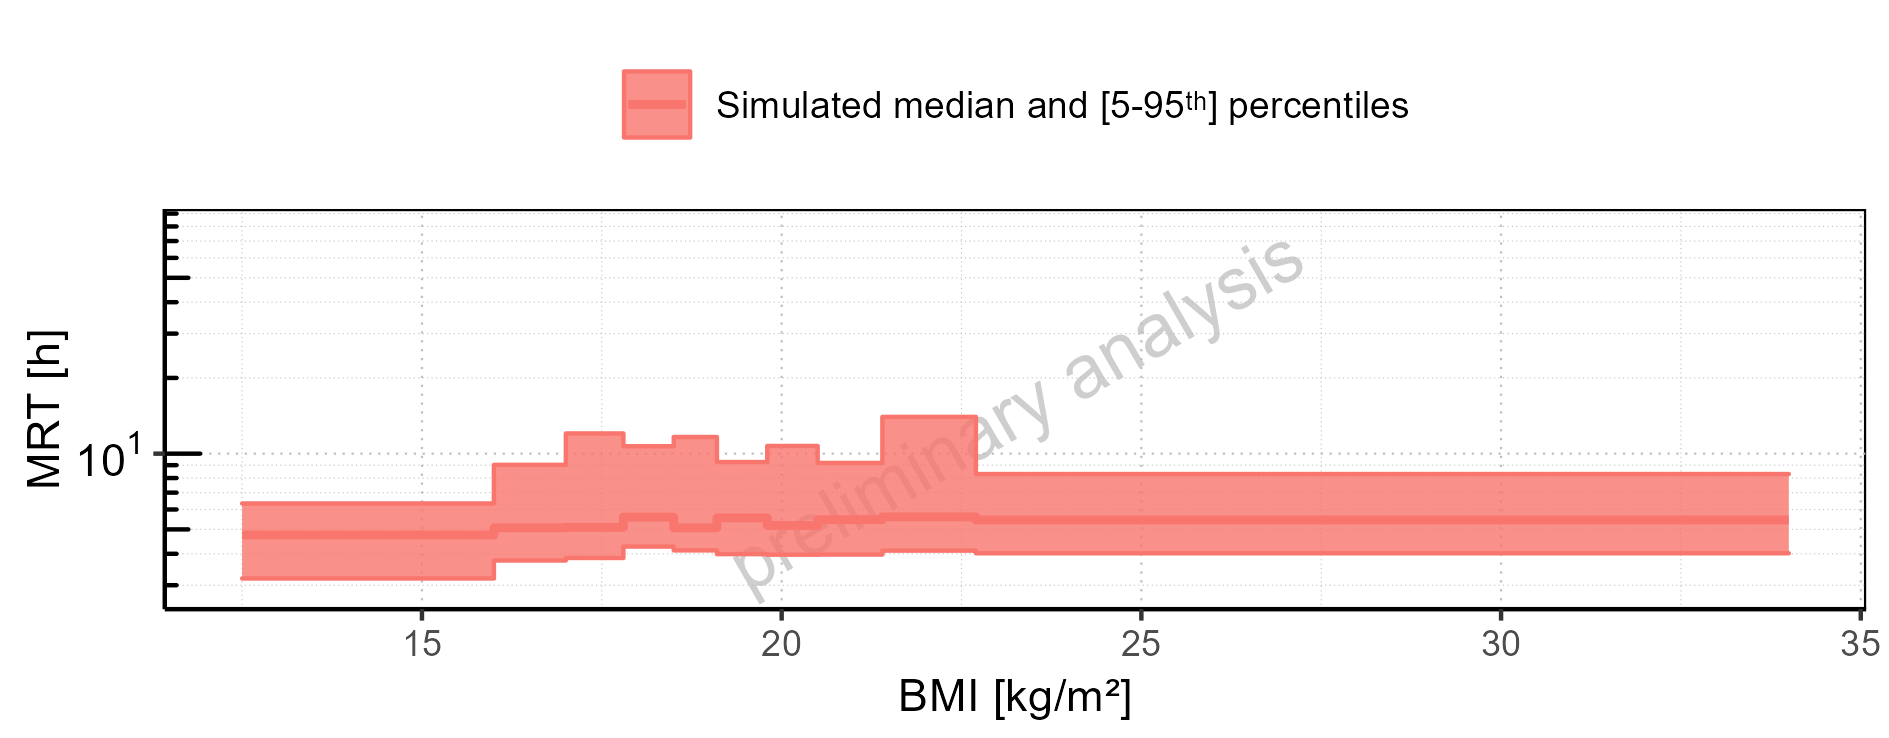 Simulated median and [5-95ᵗʰ] percentiles
MRT [h]
10¹
preliminary analysis
15 20 25 30 35
BMI [kg/m²]